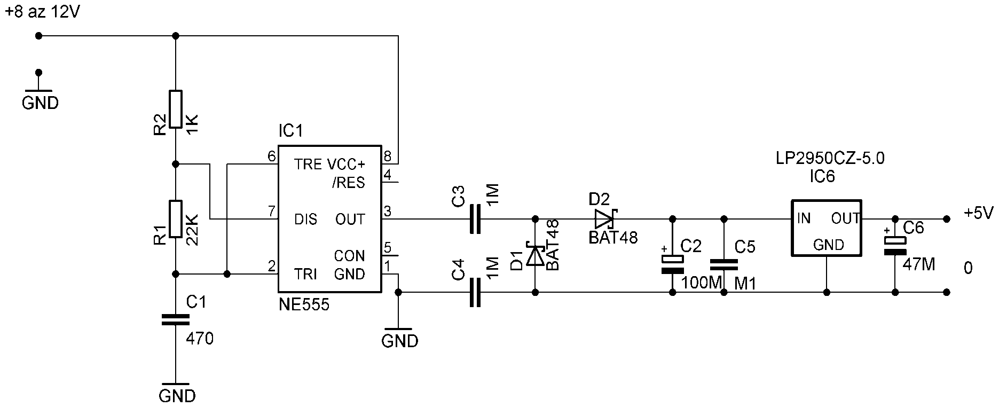 +8 az 12V
GND
R2
1K
R1
22K
C1
470
GND
IC1
6
TRE
VCC+
8
/RES
4
7
DIS
OUT
3
CON
5
2
TRI
GND
1
NE555
GND
C3
1M
C4
1M
D1
BAT48
D2
BAT48
C2
+
100M
C5
M1
LP2950CZ-5.0
IC6
IN
OUT
GND
+
C6
47M
+5V
0